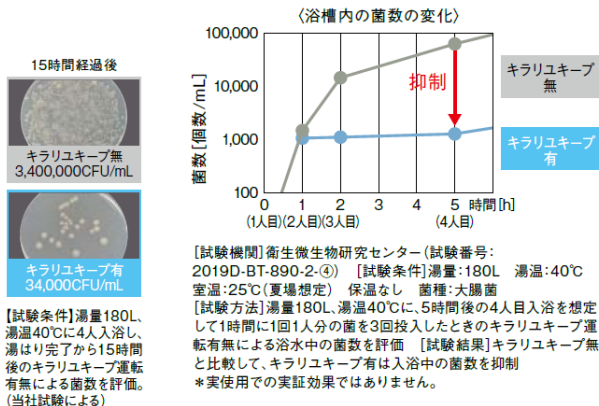 15時間経過後
キラリユキープ無
3,400,000CFU/mL
キラリユキープ有
34,000CFU/mL
【試験条件】湯量180L、
湯温40℃に4人入浴し、
湯はり完了から15時間
後のキラリユキープ運転
有無による菌数を評価。
(当社試験による)
〈浴槽内の菌数の変化〉
菌数[個数/mL]
100,000
10,000
1,000
100
抑制
キラリユキープ
無
キラリユキープ
有
0 1 2 3 4 5 時間[h]
(1人目)(2人目)(3人目) (4人目)
[試験機関]衛生微生物研究センター(試験番号:
2019D-BT-890-2-④) [試験条件]湯量:180L 湯温:40℃
室温:25℃(夏場想定) 保温なし 菌種:大腸菌
[試験方法]湯量180L、湯温40℃に、5時間後の4人目入浴を想定
して1時間に1回1人分の菌を3回投入したときのキラリユキープ運
転有無による浴水中の菌数を評価 [試験結果]キラリユキープ無
と比較して、キラリユキープ有は入浴中の菌数を抑制
*実使用での実証効果ではありません。